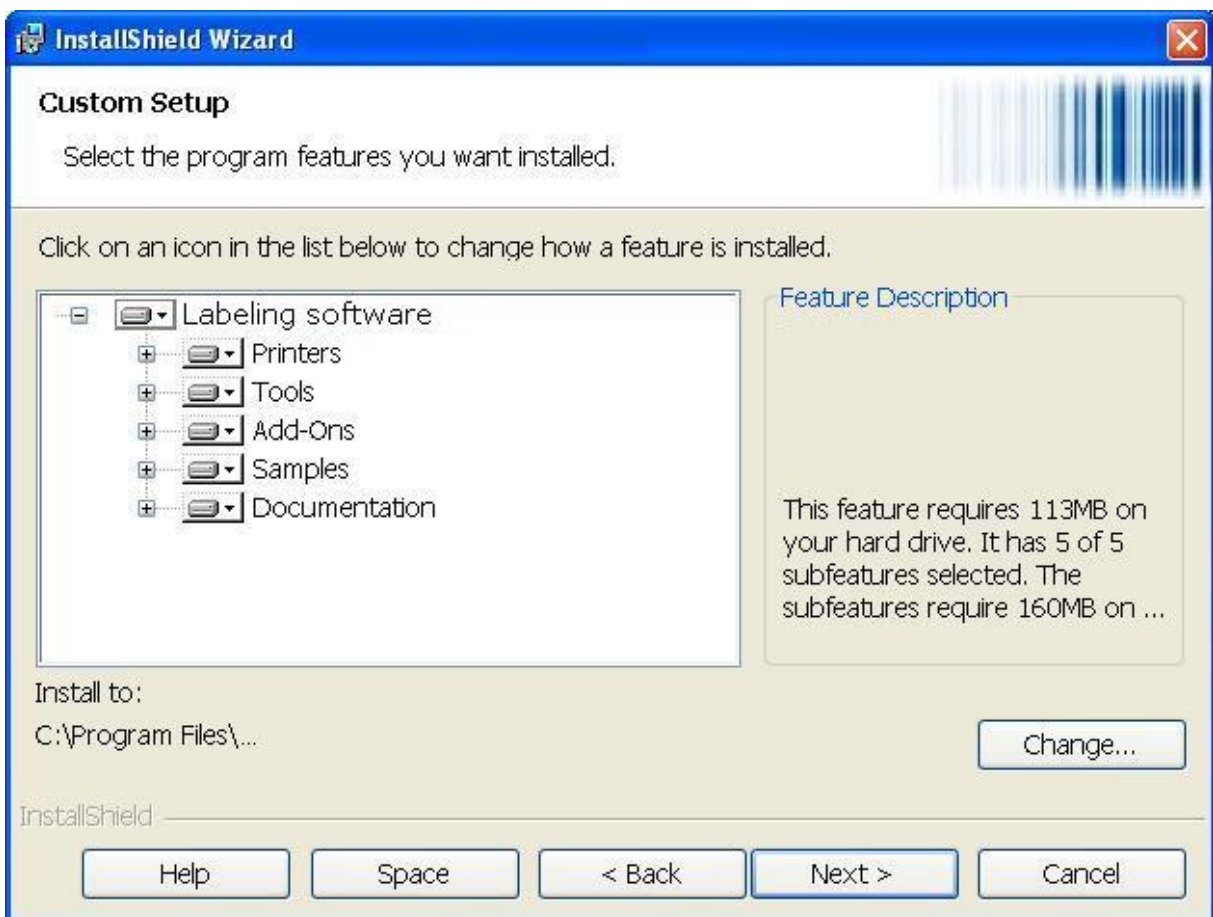 InstallShield Wizard
Custom Setup
Select the program features you want installed.
Click on an icon in the list below to change how a feature is installed.
Labeling software
Printers
Tools
Add-Ons
Samples
Documentation
Feature Description
This feature requires 113MB on
your hard drive. It has 5 of 5
subfeatures selected. The
subfeatures require 160MB on ...
Install to:
C:\Program Files\...
Change...
InstallShield
Help
Space
< Back
Next >
Cancel